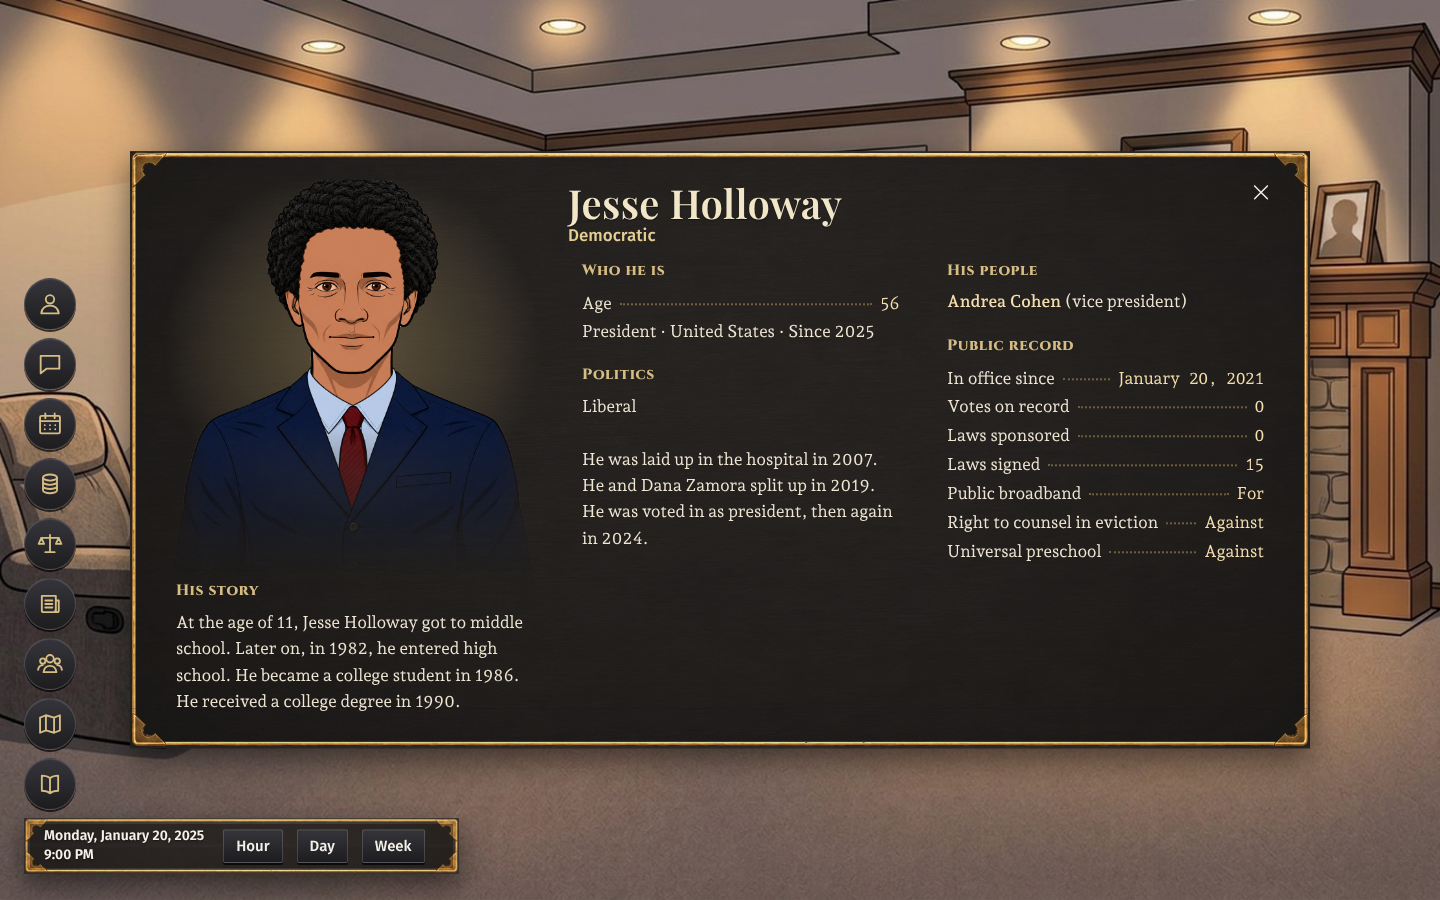 Jesse Holloway
Democratic
Who he is
Age 56
President · United States · Since 2025
Politics
Liberal
He was laid up in the hospital in 2007.
He and Dana Zamora split up in 2019.
He was voted in as president, then again
in 2024.
His people
Andrea Cohen (vice president)
Public record
In office since January 20, 2021
Votes on record 0
Laws sponsored 0
Laws signed 15
Public broadband For
Right to counsel in eviction Against
Universal preschool Against
His story
At the age of 11, Jesse Holloway got to middle
school. Later on, in 1982, he entered high
school. He became a college student in 1986.
He received a college degree in 1990.
Monday, January 20, 2025
9:00 PM
Hour
Day
Week